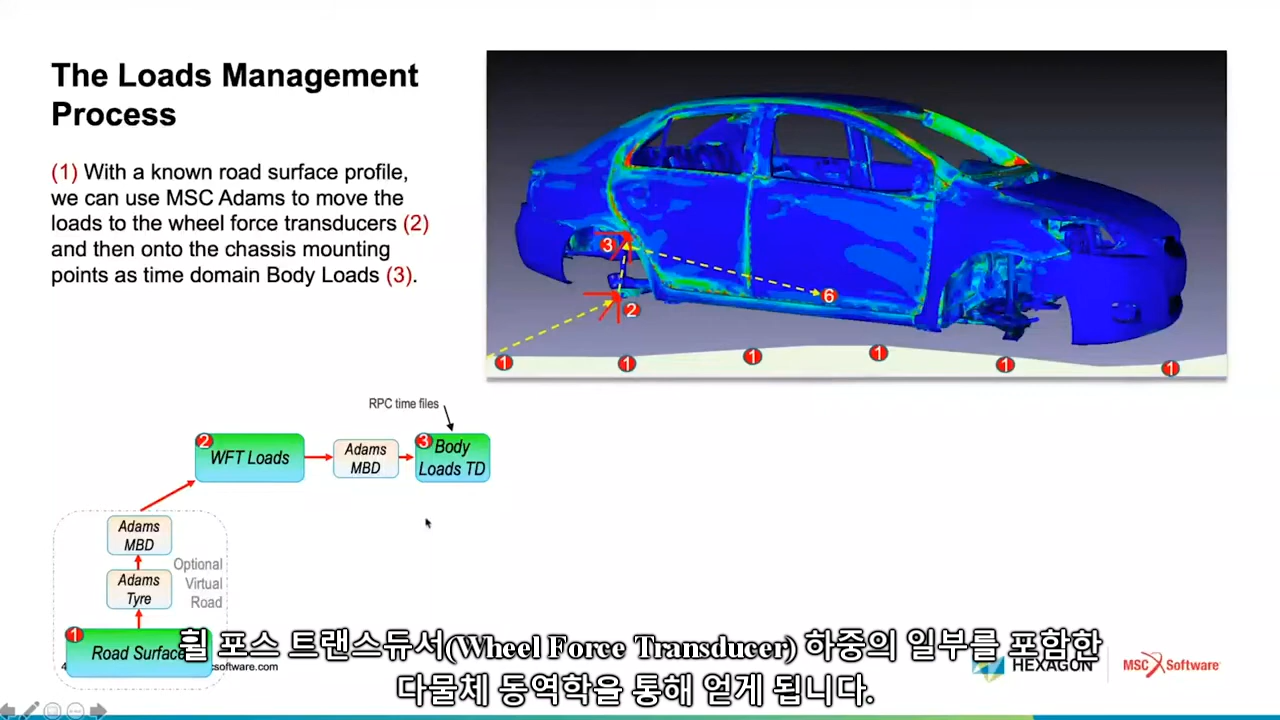 The Loads Management
Process
(1) With a known road surface profile,
we can use MSC Adams to move the
loads to the wheel force transducers (2)
and then onto the chassis mounting
points as time domain Body Loads (3).
3
6
2
1
1
1
1
1
1
RPC time files
2
WFT Loads
Adams
MBD
3
Body
Loads TD
Adams
MBD
Optional
Virtual
Road
Adams
Tyre
1
Road Surface
4
csoftware.com
휠 포스 트랜스듀서(Wheel Force Transducer) 하중의 일부를 포함한
다물체 동역학을 통해 얻게 됩니다.
HEXAGON
MSC Software